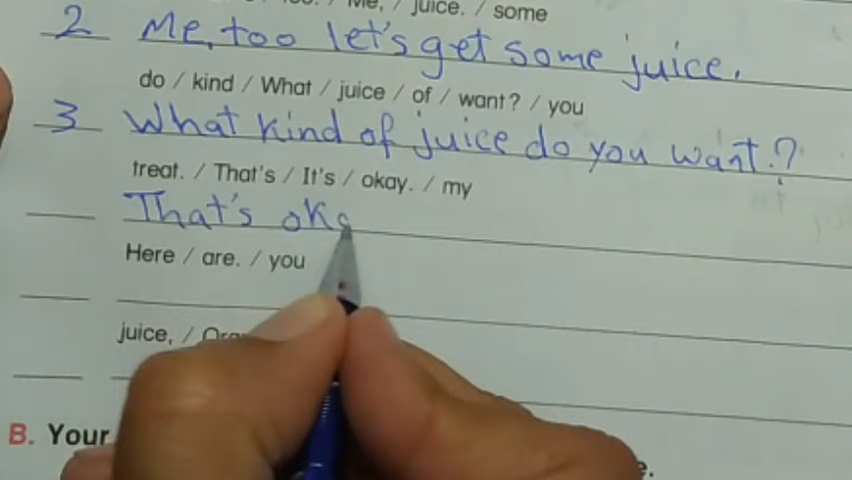 Me, / juice. / some
2 Me, too let's get some juice.
do / kind / What / juice / of / want? / you
3 What kind of juice do you want.?
treat. / That's / It's / okay. / my
That's oka
Here / are. / you
juice, /
B. Your